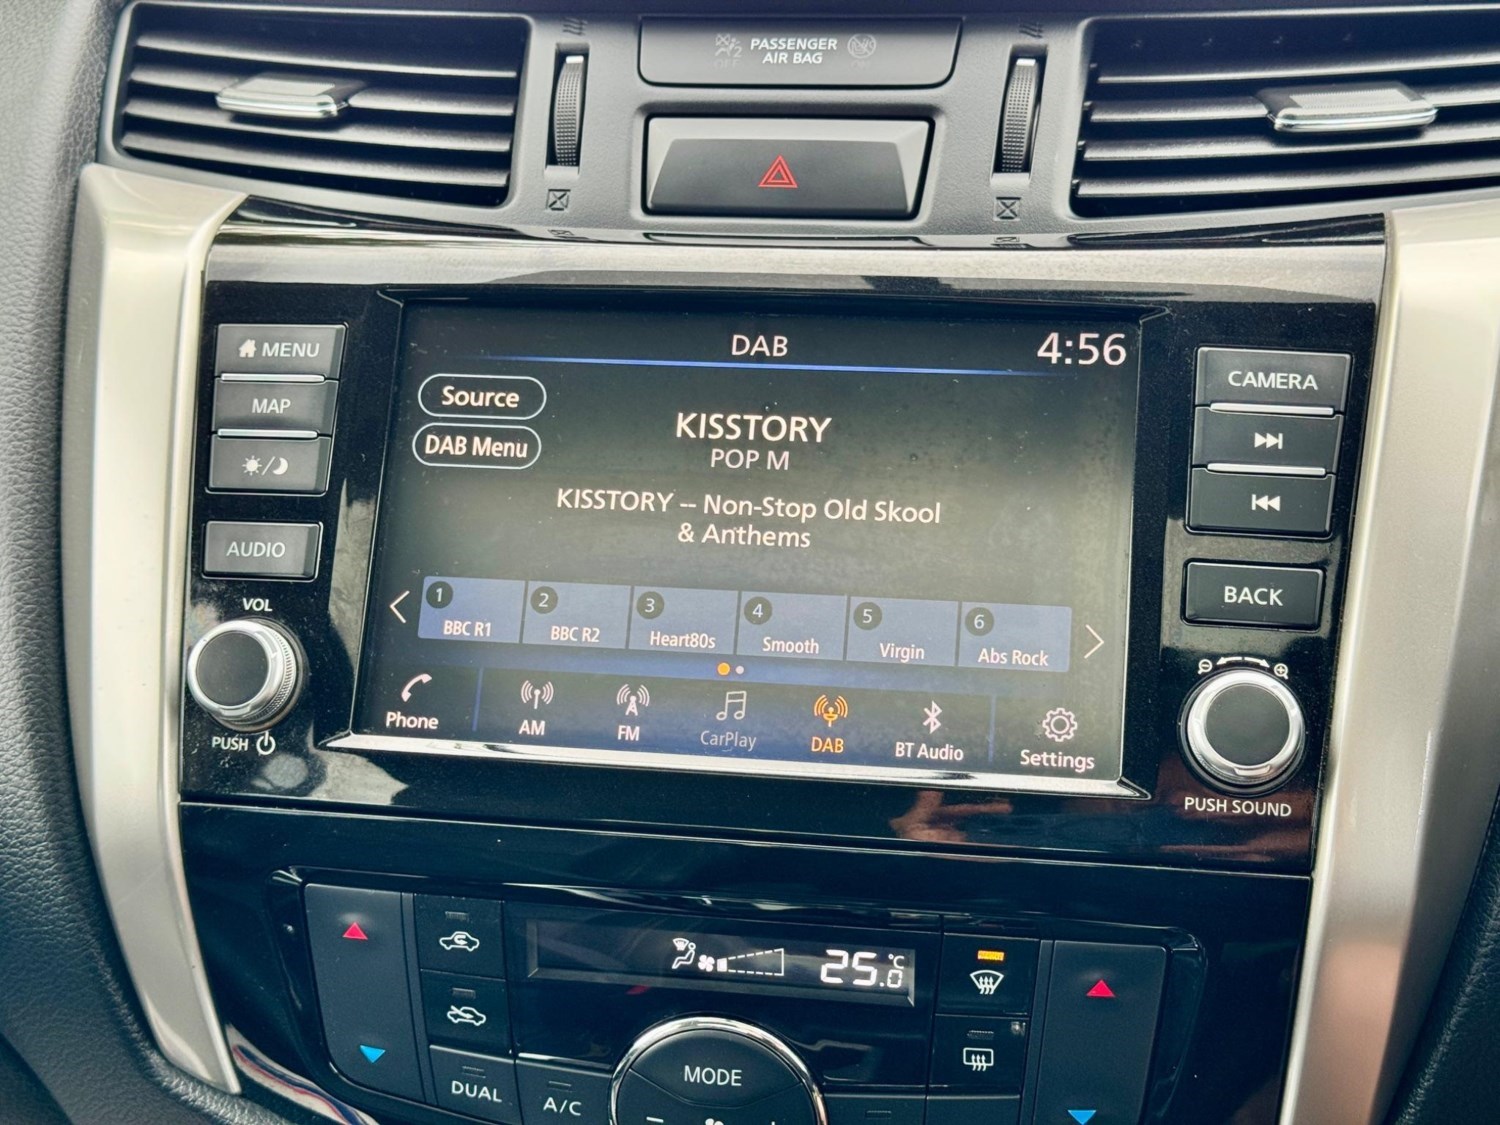 PASSENGER
AIR BAG
MENU
MAP
AUDIO
VOL
PUSH
DAB
4:56
Source
DAB Menu
KISSTORY
POP M
KISSTORY -- Non-Stop Old Skool
& Anthems
1 BBC R1
2 BBC R2
3 Heart80s
4 Smooth
5 Virgin
6 Abs Rock
Phone
AM
FM
CarPlay
DAB
BT Audio
Settings
CAMERA
BACK
PUSH SOUND
25.0 °C
DUAL
A/C
MODE